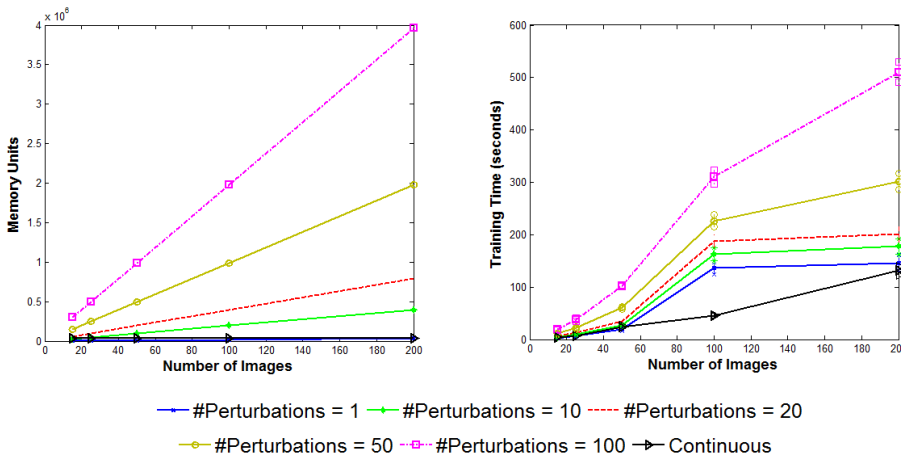 × 10^6
4
3.5
3
2.5
2
1.5
1
0.5
0
0 20 40 60 80 100 120 140 160 180 200
Memory Units
Number of Images
600
500
400
300
200
100
0
0 20 40 60 80 100 120 140 160 180 200
Training Time (seconds)
Number of Images
#Perturbations = 1 #Perturbations = 10 #Perturbations = 20
#Perturbations = 50 #Perturbations = 100 Continuous